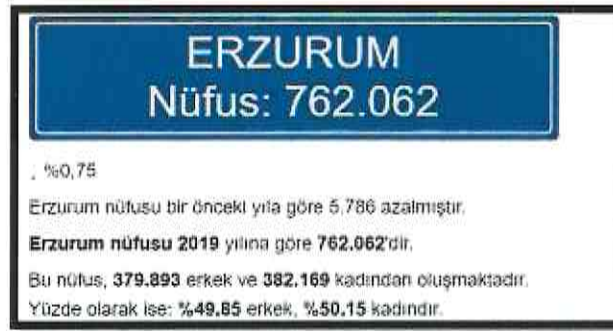 ERZURUM
Nüfus: 762.062
; %0,75
Erzurum nüfusu bir önceki yıla göre 5.786 azalmıştır.
Erzurum nüfusu 2019 yılına göre 762.062'dir.
Bu nüfus, 379.893 erkek ve 382.169 kadından oluşmaktadır.
Yüzde olarak ise: %49.85 erkek, %50.15 kadındır.